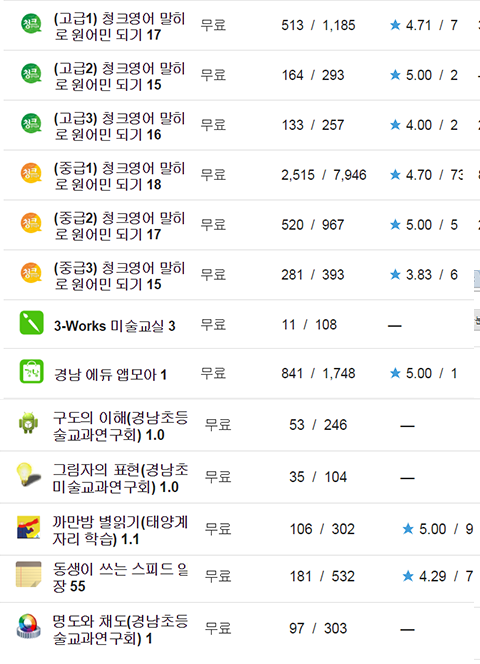 (고급1) 청크영어 말하
로 원어민 되기 17
무료
513 / 1,185
★ 4.71 / 7
(고급2) 청크영어 말하
로 원어민 되기 15
무료
164 / 293
★ 5.00 / 2
(고급3) 청크영어 말하
로 원어민 되기 16
무료
133 / 257
★ 4.00 / 2
(중급1) 청크영어 말하
로 원어민 되기 18
무료
2,515 / 7,946
★ 4.70 / 73
(중급2) 청크영어 말하
로 원어민 되기 17
무료
520 / 967
★ 5.00 / 5
(중급3) 청크영어 말하
로 원어민 되기 15
무료
281 / 393
★ 3.83 / 6
3-Works 미술교실 3
무료
11 / 108
—
경남 에듀 앱모아 1
무료
841 / 1,748
★ 5.00 / 1
구도의 이해(경남초등
술교과연구회) 1.0
무료
53 / 246
—
그림자의 표현(경남초
미술교과연구회) 1.0
무료
35 / 104
—
까만밤 별읽기(태양계
자리 학습) 1.1
무료
106 / 302
★ 5.00 / 9
동생이 쓰는 스피드 일
장 55
무료
181 / 532
★ 4.29 / 7
명도와 채도(경남초등
술교과연구회) 1
무료
97 / 303
—